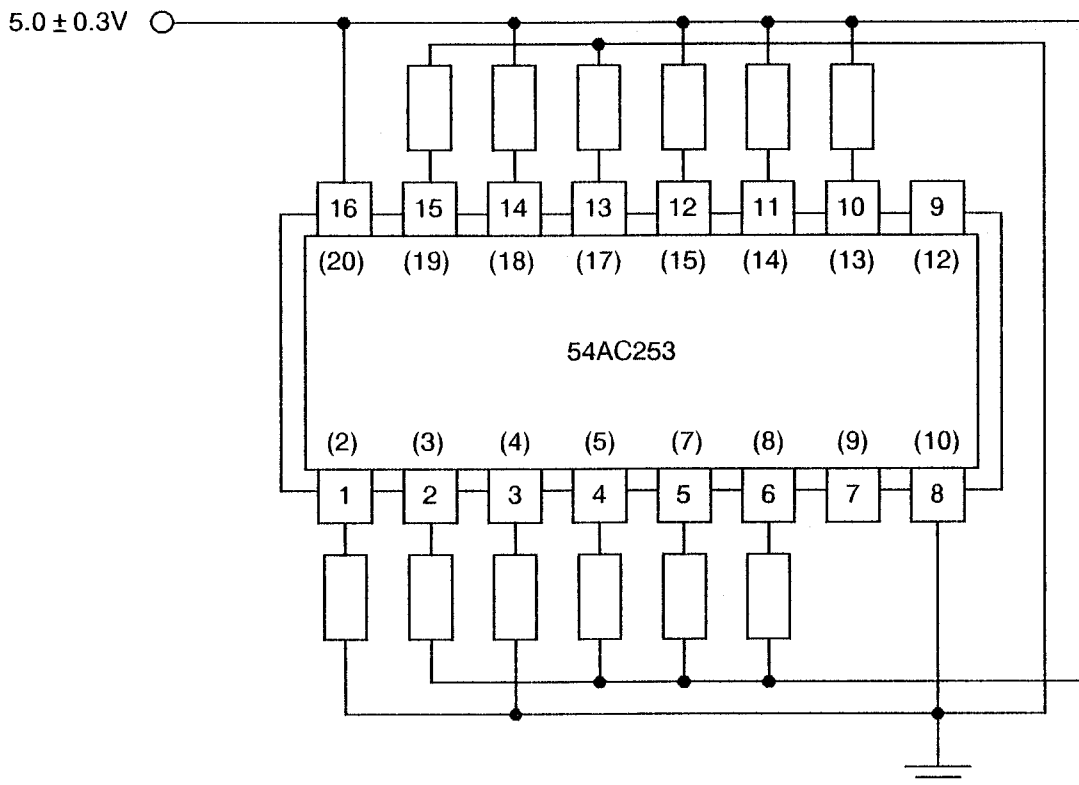 5.0 ± 0.3V
16 15 14 13 12 11 10 9
(20) (19) (18) (17) (15) (14) (13) (12)
54AC253
(2) (3) (4) (5) (7) (8) (9) (10)
1 2 3 4 5 6 7 8